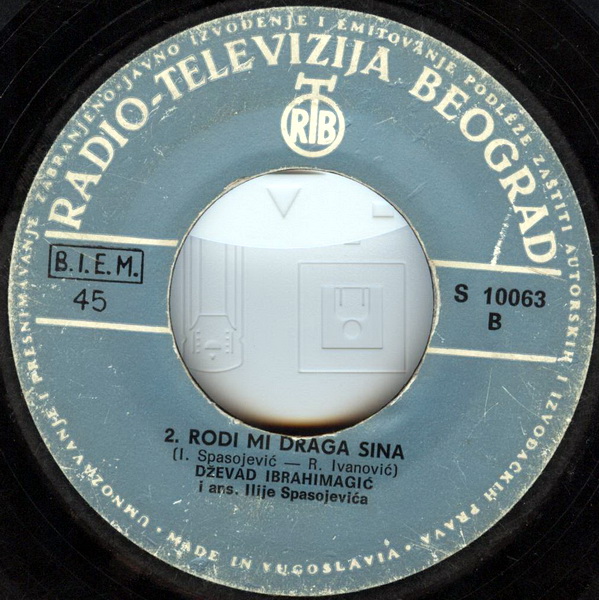 UMNOŽAVANJE I PRESNIMAVANJE ZABRANJENO • JAVNO IZVOĐENJE I EMITOVANJE PODLEŽE ZAŠTITI AUTORSKIH I IZVOĐAČKIH PRAVA •
RADIO-TELEVIZIJA BEOGRAD
RTB
B.I.E.M.
45
S 10063
B
2. RODI MI DRAGA SINA
(I. Spasojević — R. Ivanović)
DŽEVAD IBRAHIMAGIĆ
i ans. Ilije Spasojevića
MADE IN YUGOSLAVIA